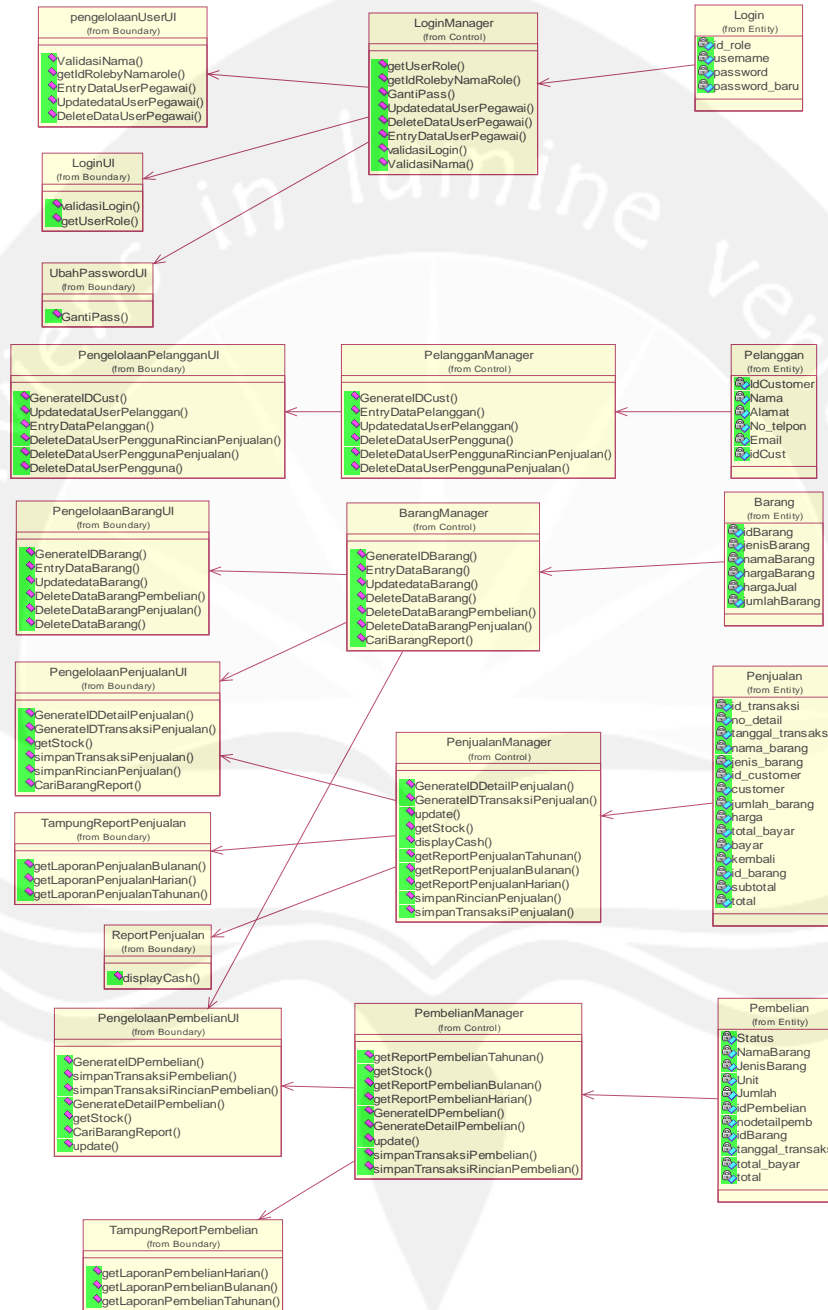 pengelolaanUserUI
(from Boundary)
ValidasiNama()
getIdRolebyNamarole()
EntryDataUserPegawai()
UpdatedataUserPegawai()
DeleteDataUserPegawai()
LoginManager
(from Control)
getUserRole()
getIdRolebyNamaRole()
GantiPass()
UpdatedataUserPegawai()
DeleteDataUserPegawai()
EntryDataUserPegawai()
validasiLogin()
ValidasiNama()
Login
(from Entity)
id_role
username
password
password_baru
LoginUI
(from Boundary)
validasiLogin()
getUserRole()
UbahPasswordUI
(from Boundary)
GantiPass()
in lumine
PengelolaanPelangganUI
(from Boundary)
GenerateIDCust()
UpdatedataUserPelanggan()
EntryDataPelanggan()
DeleteDataUserPenggunaRincianPenjualan()
DeleteDataUserPenggunaPenjualan()
DeleteDataUserPengguna()
PelangganManager
(from Control)
GenerateIDCust()
EntryDataPelanggan()
UpdatedataUserPelanggan()
DeleteDataUserPengguna()
DeleteDataUserPenggunaRincianPenjualan()
DeleteDataUserPenggunaPenjualan()
Pelanggan
(from Entity)
IdCustomer
Nama
Alamat
No_telpon
Email
idCust
PengelolaanBarangUI
(from Boundary)
GenerateIDBarang()
EntryDataBarang()
UpdatedataBarang()
DeleteDataBarangPembelian()
DeleteDataBarangPenjualan()
DeleteDataBarang()
BarangManager
(from Control)
GenerateIDBarang()
EntryDataBarang()
UpdatedataBarang()
DeleteDataBarang()
DeleteDataBarangPembelian()
DeleteDataBarangPenjualan()
CariBarangReport()
Barang
(from Entity)
idBarang
jenisBarang
namaBarang
hargaBarang
hargaJual
jumlahBarang
PengelolaanPenjualanUI
(from Boundary)
GenerateIDDetailPenjualan()
GenerateIDTransaksiPenjualan()
getStock()
simpanTransaksiPenjualan()
simpanRincianPenjualan()
CariBarangReport()
PenjualanManager
(from Control)
GenerateIDDetailPenjualan()
GenerateIDTransaksiPenjualan()
update()
getStock()
displayCash()
getReportPenjualanTahunan()
getReportPenjualanBulanan()
getReportPenjualanHarian()
simpanRincianPenjualan()
simpanTransaksiPenjualan()
Penjualan
(from Entity)
id_transaksi
no_detail
tanggal_transaks
nama_barang
jenis_barang
id_customer
customer
jumlah_barang
harga
total_bayar
bayar
kembali
id_barang
subtotal
total
TampungReportPenjualan
(from Boundary)
getLaporanPenjualanBulanan()
getLaporanPenjualanHarian()
getLaporanPenjualanTahunan()
ReportPenjualan
(from Boundary)
displayCash()
PengelolaanPembelianUI
(from Boundary)
GenerateIDPembelian()
simpanTransaksiPembelian()
simpanTransaksiRincianPembelian()
GenerateDetailPembelian()
getStock()
CariBarangReport()
update()
PembelianManager
(from Control)
getReportPembelianTahunan()
getStock()
getReportPembelianBulanan()
getReportPembelianHarian()
GenerateIDPembelian()
GenerateDetailPembelian()
update()
simpanTransaksiPembelian()
simpanTransaksiRincianPembelian()
Pembelian
(from Entity)
Status
NamaBarang
JenisBarang
Unit
Jumlah
idPembelian
nodetailpemb
idBarang
tanggal_transaks
total_bayar
total
TampungReportPembelian
(from Boundary)
getLaporanPembelianHarian()
getLaporanPembelianBulanan()
getLaporanPembelianTahunan()